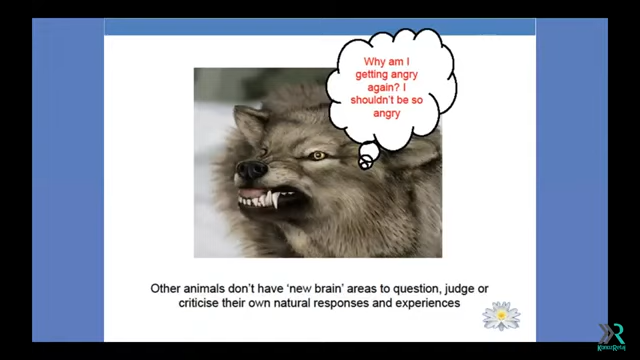 Why am I
getting angry
again? I
shouldn't be so
angry
Other animals don't have 'new brain' areas to question, judge or
criticise their own natural responses and experiences